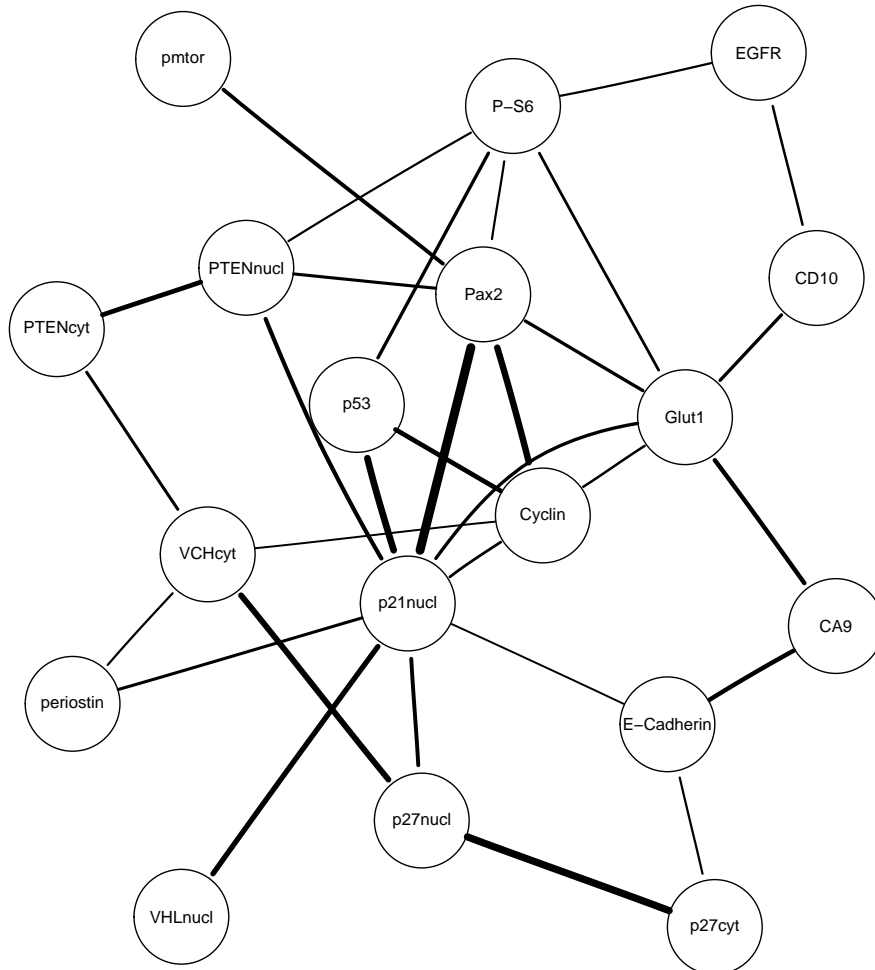 EGFR
pmtor
P−S6
PTENnucl
CD10
Pax2
PTENcyt
p53
Glut1
Cyclin
VCHcyt
p21nucl
CA9
periostin
E−Cadherin
p27nucl
VHLnucl
p27cyt